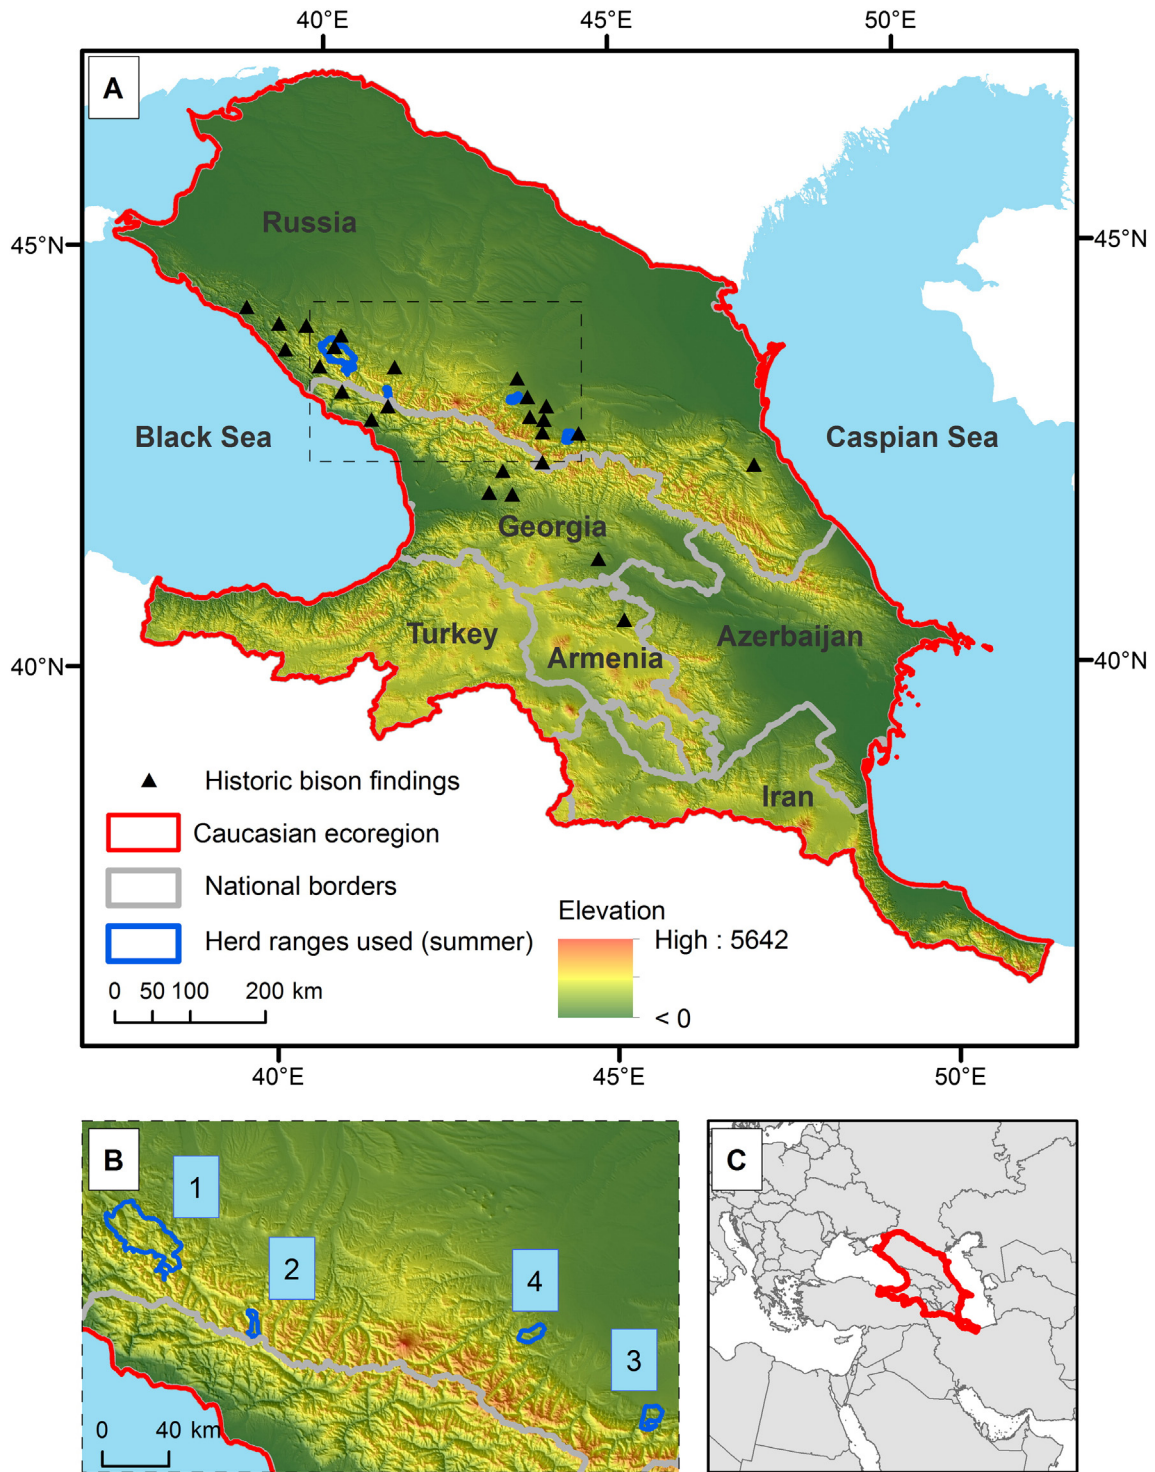 40°E 45°E 50°E
A
Russia
45°N 45°N
Black Sea Caspian Sea
Georgia
Turkey Armenia Azerbaijan
40°N 40°N
Iran
Historic bison findings
Caucasian ecoregion
National borders
Herd ranges used (summer)
0 50 100 200 km
Elevation
High : 5642
< 0
40°E 45°E 50°E
B
1
2
4
3
0 40 km
C